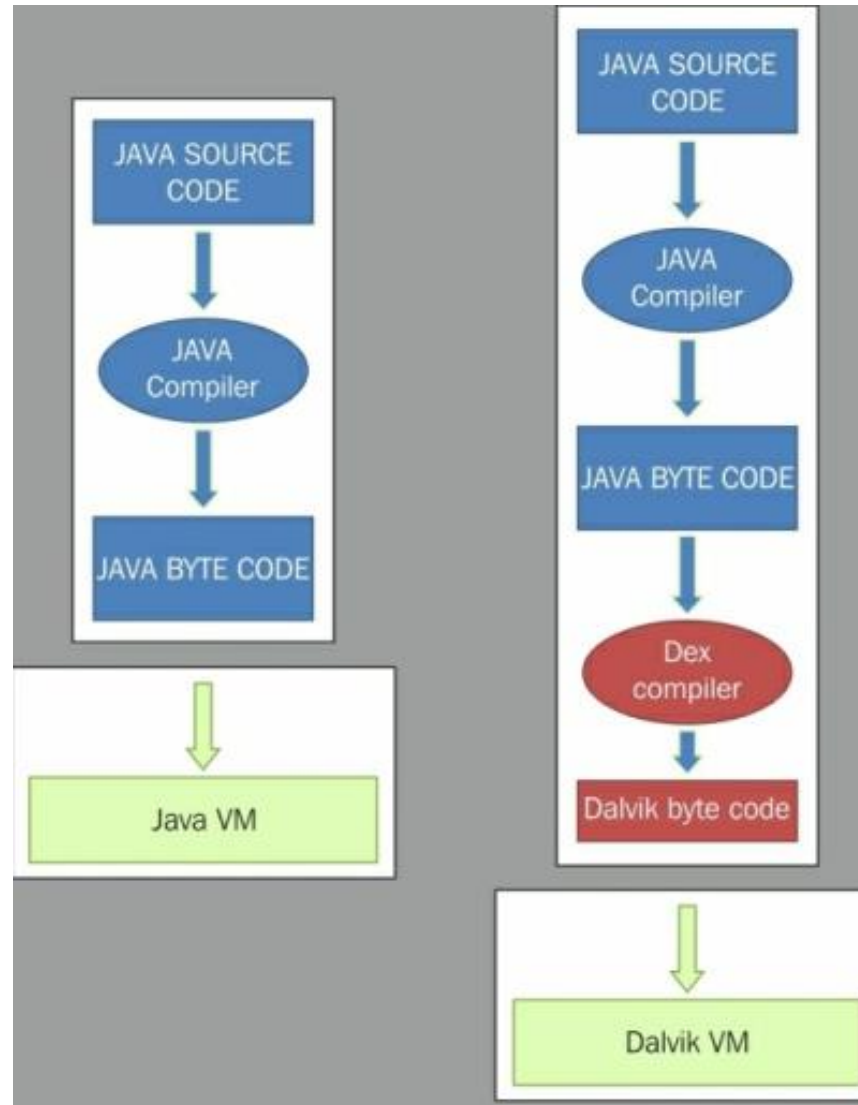 JAVA SOURCE
CODE
JAVA
Compiler
JAVA BYTE CODE
Java VM
JAVA SOURCE
CODE
JAVA
Compiler
JAVA BYTE CODE
Dex
compiler
Dalvik byte code
Dalvik VM